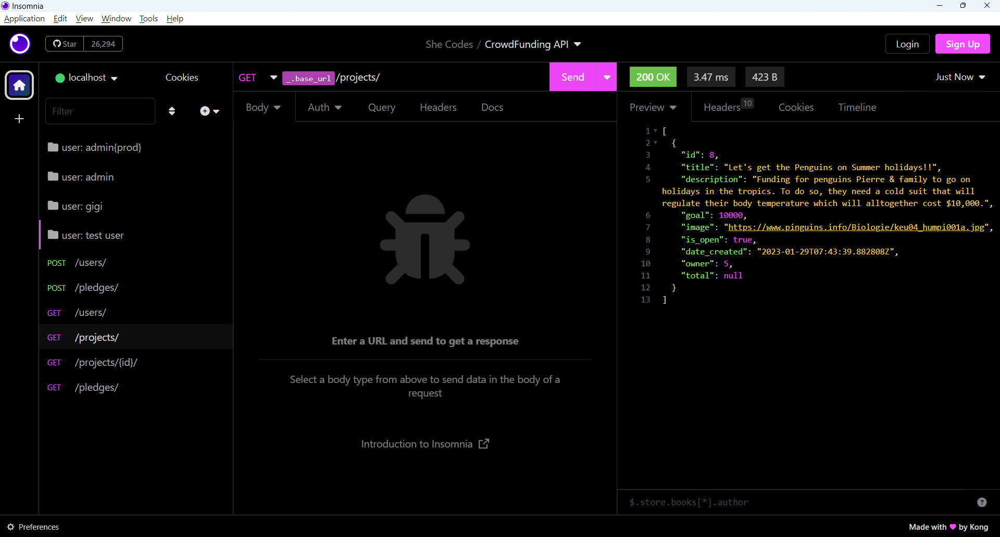 Insomnia
Application Edit View Window Tools Help
Star 26,294
She Codes / CrowdFunding API
Login Sign Up
localhost
Cookies
GET _.base_url /projects/
Send
200 OK 3.47 ms 423 B
Just Now
Filter
Body Auth Query Headers Docs
Preview Headers 10 Cookies Timeline
user: admin{prod}
user: admin
user: gigi
user: test user
POST /users/
POST /pledges/
GET /users/
GET /projects/
GET /projects/{id}/
GET /pledges/
Enter a URL and send to get a response
Select a body type from above to send data in the body of a
request
Introduction to Insomnia
1 [
2 {
3 "id": 8,
4 "title": "Let's get the Penguins on Summer holidays!!",
5 "description": "Funding for penguins Pierre & family to go on
holidays in the tropics. To do so, they need a cold suit that will
regulate their body temperature which will alltogether cost $10,000.",
6 "goal": 10000,
7 "image": "https://www.pinguins.info/Biologie/keu04_humpi001a.jpg",
8 "is_open": true,
9 "date_created": "2023-01-29T07:43:39.882808Z",
10 "owner": 5,
11 "total": null
12 }
13 ]
$.store.books[*].author
?
Preferences
Made with ♥ by Kong